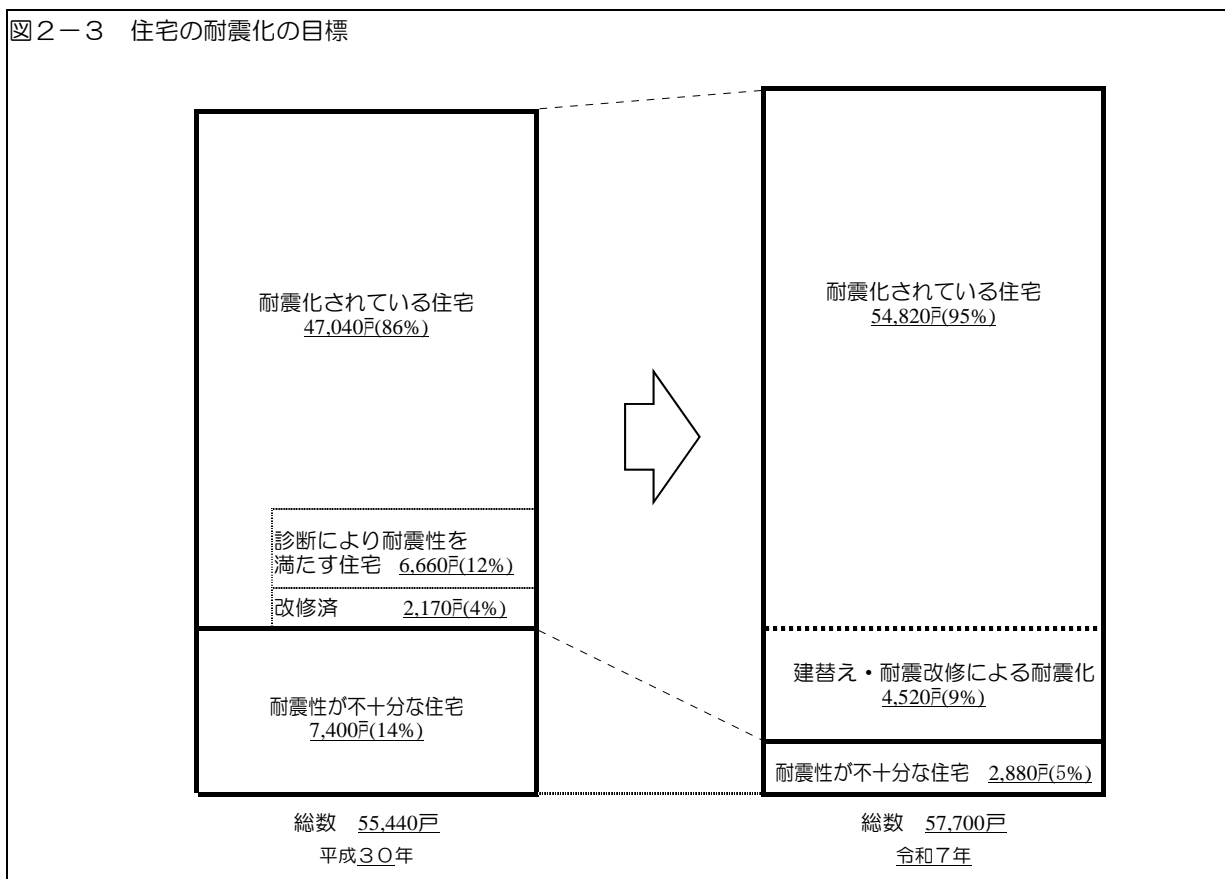 図2-3 住宅の耐震化の目標
耐震化されている住宅
47,040戸(86%)
診断により耐震性を
満たす住宅 6,660戸(12%)
改修済 2,170戸(4%)
耐震性が不十分な住宅
7,400戸(14%)
総数 55,440戸
平成30年
耐震化されている住宅
54,820戸(95%)
建替え・耐震改修による耐震化
4,520戸(9%)
耐震性が不十分な住宅 2,880戸(5%)
総数 57,700戸
令和7年